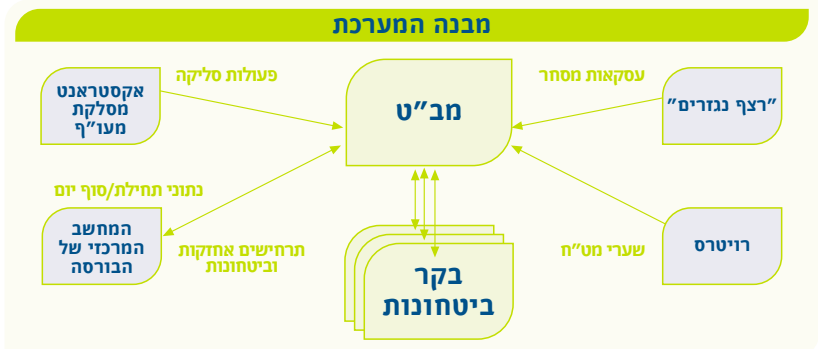 מבנה המערכת
עסקאות מסחר
פעולות סליקה
"רצף נגזרים"
מב"ט
אקסטראנט
מסלקת
מעו"ף
נתוני תחילת/סוף יום
רויטרס
שערי מט"ח
בקר
ביטחונות
תרחישים אחזקות
וביטחונות
המחשב
המרכזי של
הבורסה